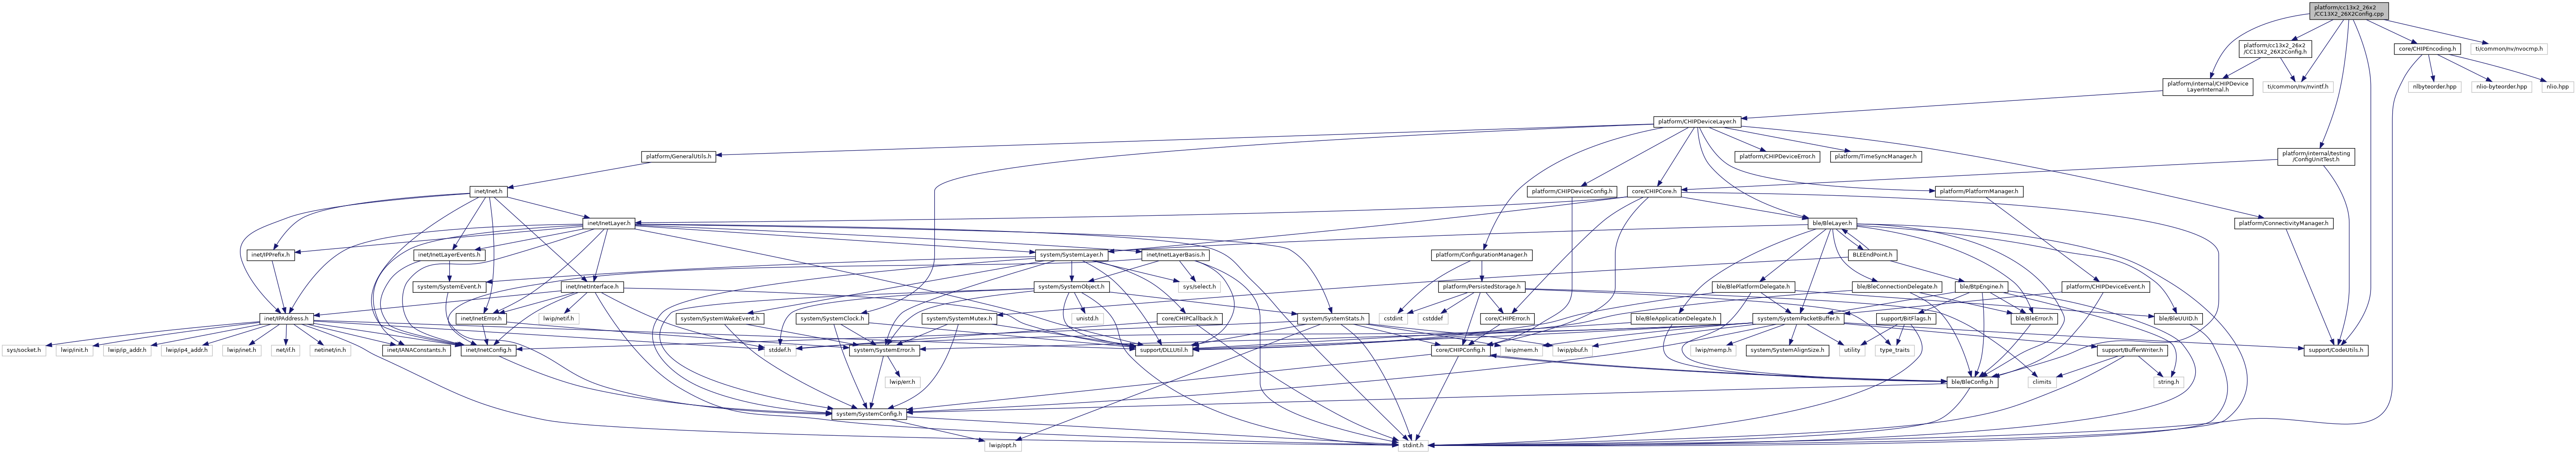 platform/cc13x2_26x2
/CC13X2_26X2Config.cpp
platform/cc13x2_26x2
/CC13X2_26X2Config.h
core/CHIPEncoding.h
ti/common/nv/nvocmp.h
platform/internal/CHIPDevice
LayerInternal.h
ti/common/nv/nvintf.h
nlbyteorder.hpp
nlio-byteorder.hpp
nlio.hpp
platform/CHIPDeviceLayer.h
platform/GeneralUtils.h
platform/CHIPDeviceError.h
platform/TimeSyncManager.h
platform/internal/testing
/ConfigUnitTest.h
inet/Inet.h
platform/CHIPDeviceConfig.h
core/CHIPCore.h
platform/PlatformManager.h
inet/InetLayer.h
ble/BleLayer.h
platform/ConnectivityManager.h
inet/IPPrefix.h
inet/InetLayerEvents.h
system/SystemLayer.h
inet/InetLayerBasis.h
platform/ConfigurationManager.h
BLEEndPoint.h
system/SystemEvent.h
inet/InetInterface.h
system/SystemObject.h
sys/select.h
platform/PersistedStorage.h
ble/BlePlatformDelegate.h
ble/BleConnectionDelegate.h
ble/BtpEngine.h
platform/CHIPDeviceEvent.h
inet/IPAddress.h
inet/InetError.h
lwip/netif.h
system/SystemWakeEvent.h
system/SystemClock.h
system/SystemMutex.h
unistd.h
core/CHIPCallback.h
system/SystemStats.h
cstdint
cstddef
core/CHIPError.h
ble/BleApplicationDelegate.h
system/SystemPacketBuffer.h
support/BitFlags.h
ble/BleError.h
ble/BleUUID.h
sys/socket.h
lwip/init.h
lwip/ip_addr.h
lwip/ip4_addr.h
lwip/inet.h
net/if.h
netinet/in.h
inet/IANAConstants.h
inet/InetConfig.h
stddef.h
system/SystemError.h
support/DLLUtil.h
core/CHIPConfig.h
lwip/mem.h
lwip/pbuf.h
lwip/memp.h
system/SystemAlignSize.h
utility
type_traits
support/BufferWriter.h
support/CodeUtils.h
lwip/err.h
ble/BleConfig.h
climits
string.h
system/SystemConfig.h
lwip/opt.h
stdint.h